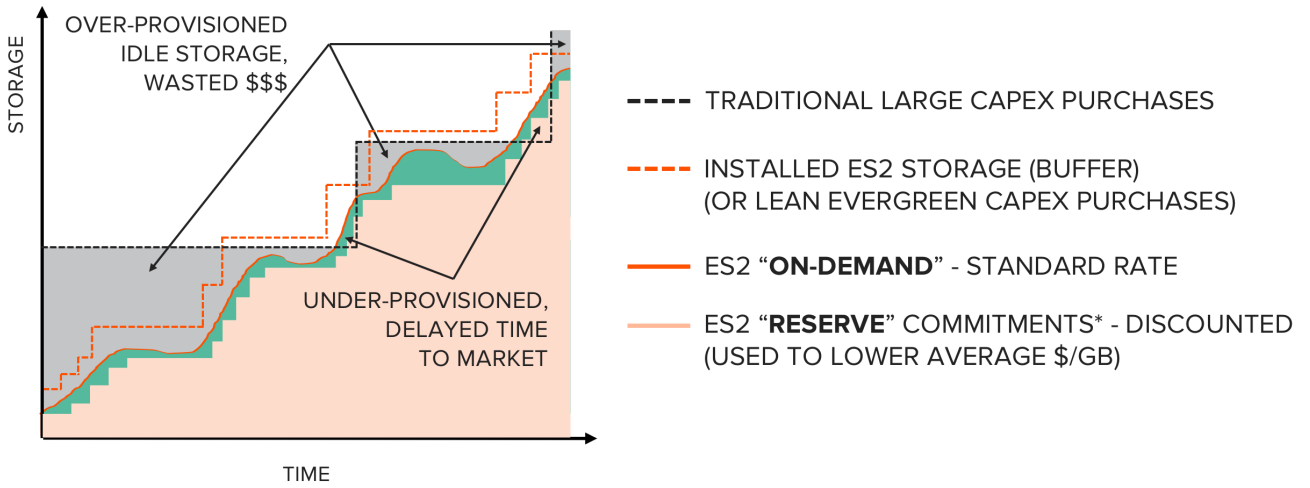 OVER-PROVISIONED
IDLE STORAGE,
WASTED $$$
STORAGE
UNDER-PROVISIONED,
DELAYED TIME
TO MARKET
TIME
TRADITIONAL LARGE CAPEX PURCHASES
INSTALLED ES2 STORAGE (BUFFER)
(OR LEAN EVERGREEN CAPEX PURCHASES)
ES2 “ON-DEMAND” - STANDARD RATE
ES2 “RESERVE” COMMITMENTS* - DISCOUNTED
(USED TO LOWER AVERAGE $/GB)